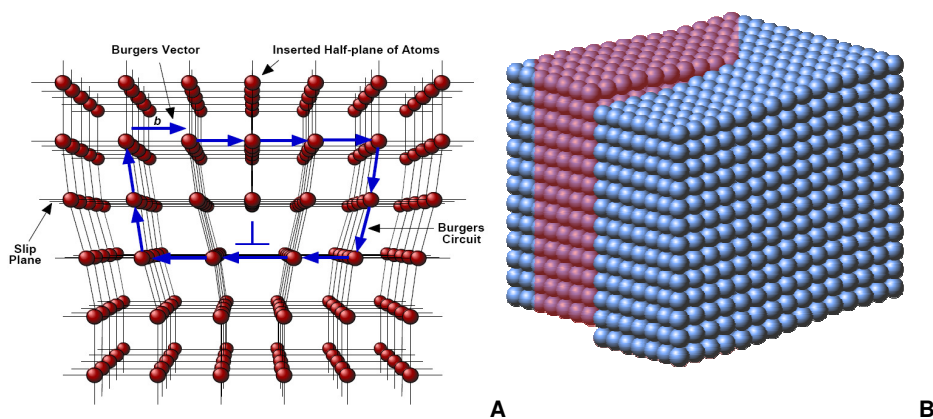 Burgers Vector
Inserted Half-plane of Atoms
b
Slip
Plane
Burgers
Circuit
A
B